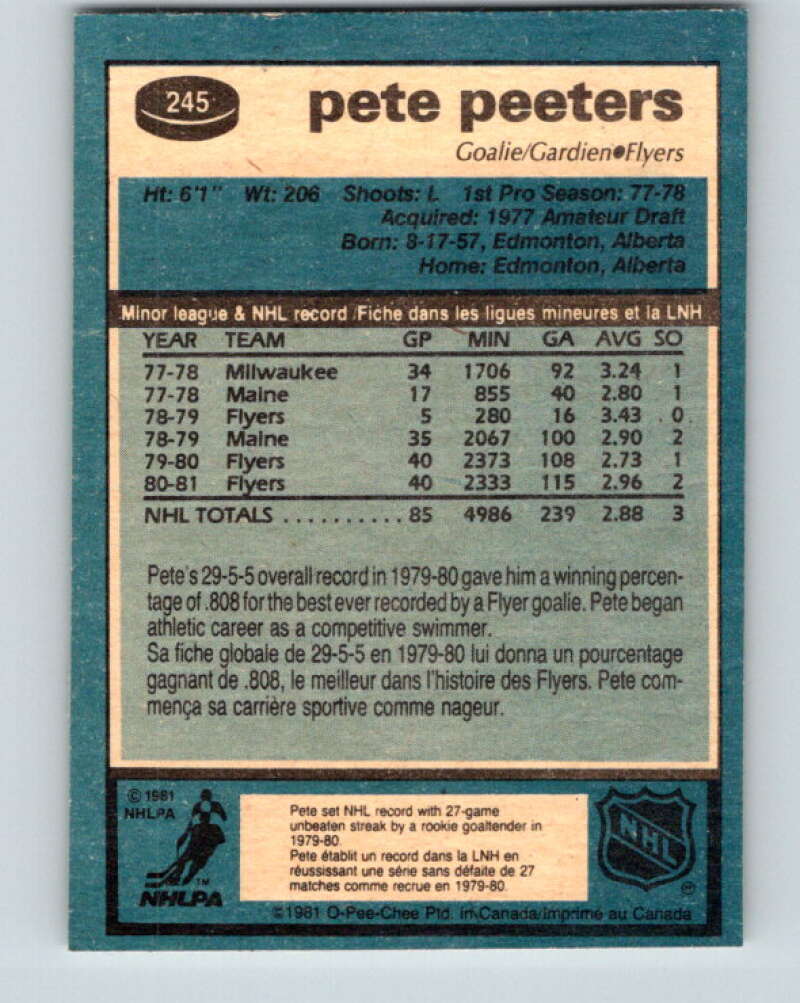 245
pete peeters
Goalie/Gardien●Flyers
Ht: 6'1" Wt: 206 Shoots: L 1st Pro Season: 77-78
Acquired: 1977 Amateur Draft
Born: 8-17-57, Edmonton, Alberta
Home: Edmonton, Alberta
Minor league & NHL record/Fiche dans les ligues mineures et la LNH
YEAR TEAM GP MIN GA AVG SO
77-78 Milwaukee 34 1706 92 3.24 1
77-78 Maine 17 855 40 2.80 1
78-79 Flyers 5 280 16 3.43 0
78-79 Maine 35 2067 100 2.90 2
79-80 Flyers 40 2373 108 2.73 1
80-81 Flyers 40 2333 115 2.96 2
NHL TOTALS .......... 85 4986 239 2.88 3
Pete's 29-5-5 overall record in 1979-80 gave him a winning percen-
tage of .808 for the best ever recorded by a Flyer goalie. Pete began
athletic career as a competitive swimmer.
Sa fiche globale de 29-5-5 en 1979-80 lui donna un pourcentage
gagnant de .808, le meilleur dans l'histoire des Flyers. Pete com-
mença sa carrière sportive comme nageur.
© 1981
NHLPA
Pete set NHL record with 27-game
unbeaten streak by a rookie goaltender in
1979-80.
Pete établit un record dans la LNH en
réussissant une série sans défaite de 27
matches comme recrue en 1979-80.
NHL
TM
NHLPA
©1981 O-Pee-Chee Ptd. in Canada/imprimé au Canada